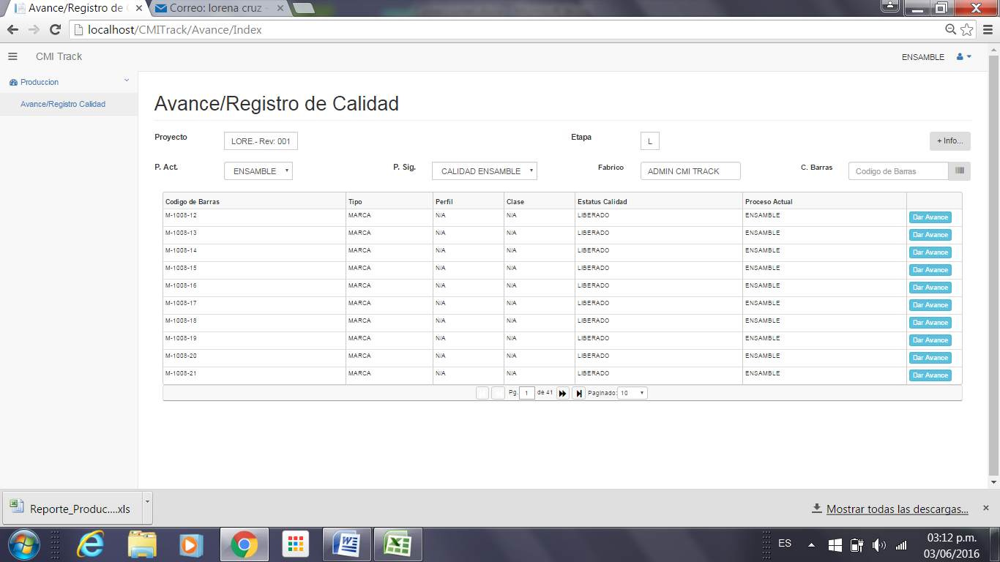 Avance/Registro de C
Correo: lorena cruz -
localhost/CMITrack/Avance/Index
CMI Track
ENSAMBLE
Produccion
Avance/Registro Calidad
Avance/Registro de Calidad
Proyecto LORE.- Rev: 001 Etapa L + Info...
P. Act. ENSAMBLE P. Sig. CALIDAD ENSAMBLE Fabrico ADMIN CMI TRACK C. Barras Codigo de Barras
Codigo de Barras Tipo Perfil Clase Estatus Calidad Proceso Actual
M-1008-12 MARCA N/A N/A LIBERADO ENSAMBLE Dar Avance
M-1008-13 MARCA N/A N/A LIBERADO ENSAMBLE Dar Avance
M-1008-14 MARCA N/A N/A LIBERADO ENSAMBLE Dar Avance
M-1008-15 MARCA N/A N/A LIBERADO ENSAMBLE Dar Avance
M-1008-16 MARCA N/A N/A LIBERADO ENSAMBLE Dar Avance
M-1008-17 MARCA N/A N/A LIBERADO ENSAMBLE Dar Avance
M-1008-18 MARCA N/A N/A LIBERADO ENSAMBLE Dar Avance
M-1008-19 MARCA N/A N/A LIBERADO ENSAMBLE Dar Avance
M-1008-20 MARCA N/A N/A LIBERADO ENSAMBLE Dar Avance
M-1008-21 MARCA N/A N/A LIBERADO ENSAMBLE Dar Avance
Pg. 1 de 41 Paginado: 10
Reporte_Produc....xls
Mostrar todas las descargas...
ES
03:12 p.m.
03/06/2016